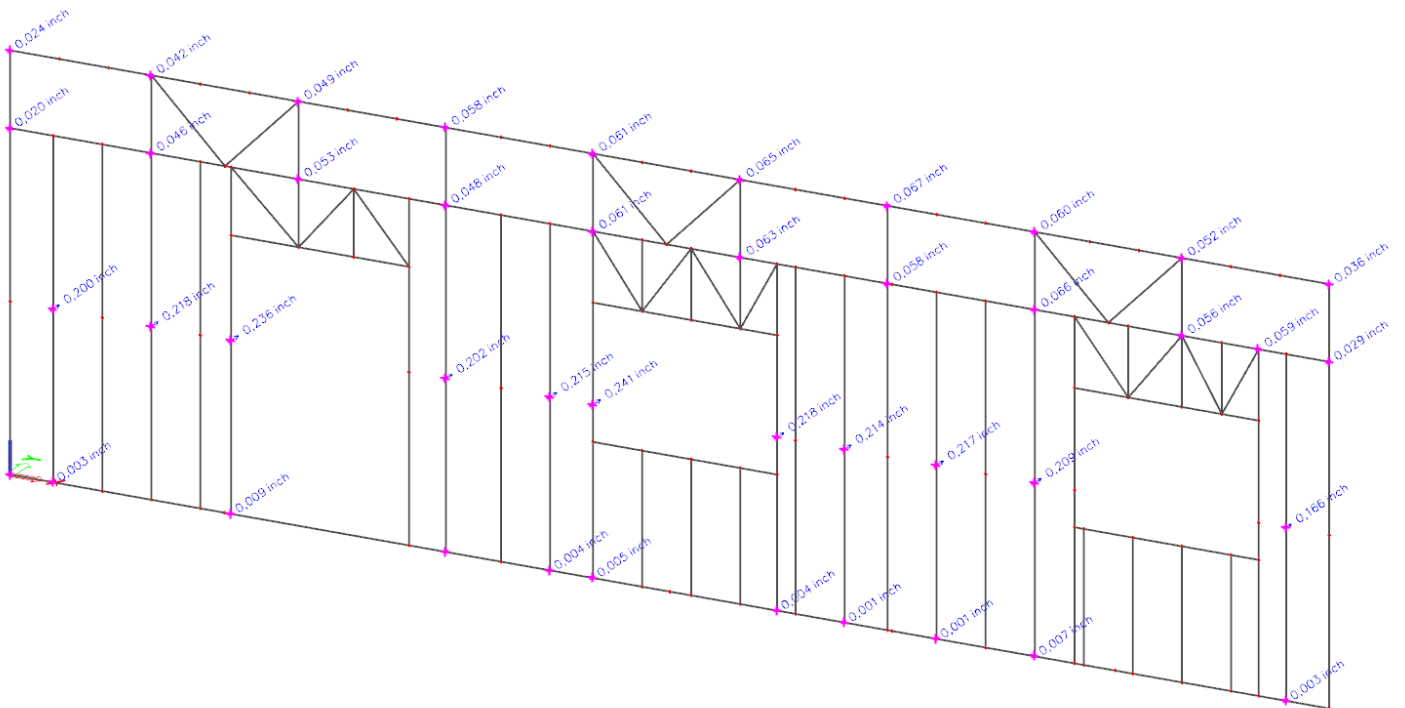 0,024 inch
0,042 inch
0,049 inch
0,058 inch
0,061 inch
0,065 inch
0,067 inch
0,060 inch
0,052 inch
0,036 inch
0,020 inch
0,046 inch
0,053 inch
0,048 inch
0,061 inch
0,063 inch
0,058 inch
0,066 inch
0,056 inch
0,059 inch
0,029 inch
0,200 inch
0,218 inch
0,236 inch
0,202 inch
0,215 inch
0,241 inch
0,218 inch
0,214 inch
0,217 inch
0,209 inch
0,166 inch
0,003 inch
0,009 inch
0,004 inch
0,005 inch
0,004 inch
0,001 inch
0,001 inch
0,007 inch
0,003 inch